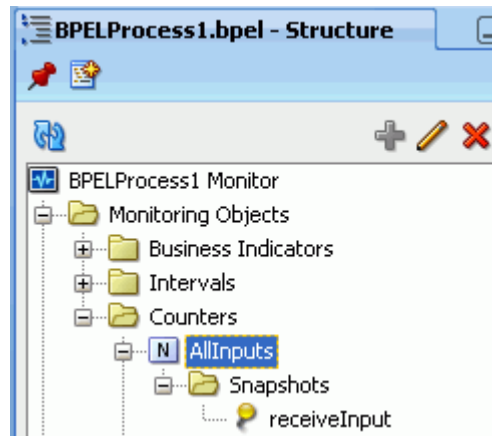 BPELProcess1.bpel - Structure
BPELProcess1 Monitor
Monitoring Objects
Business Indicators
Intervals
Counters
N AllInputs
Snapshots
receiveInput